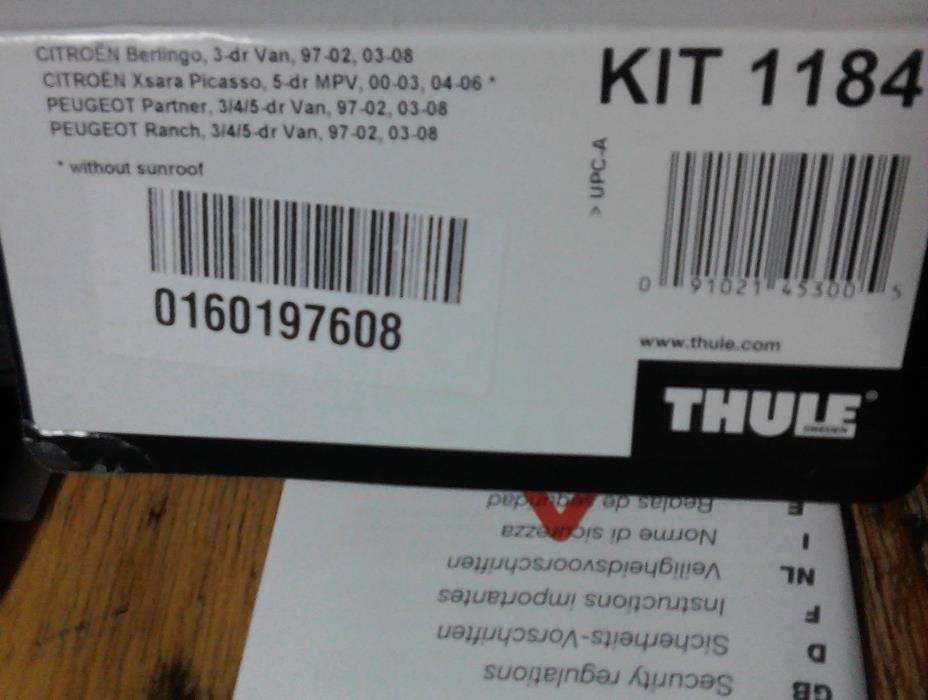 CITROËN Berlingo, 3-dr Van, 97-02, 03-08
CITROËN Xsara Picasso, 5-dr MPV, 00-03, 04-06 *
PEUGEOT Partner, 3/4/5-dr Van, 97-02, 03-08
PEUGEOT Ranch, 3/4/5-dr Van, 97-02, 03-08
* without sunroof
0160197608
KIT 1184
> UPC-A
0 91021 45300 5
www.thule.com
THULE®
SWEDEN
GB Security regulations
D Sicherheits-Vorschriften
F Instructions importantes
NL Veiligheidsvoorschriften
I Norme di sicurezza
E Reglas de seguridad